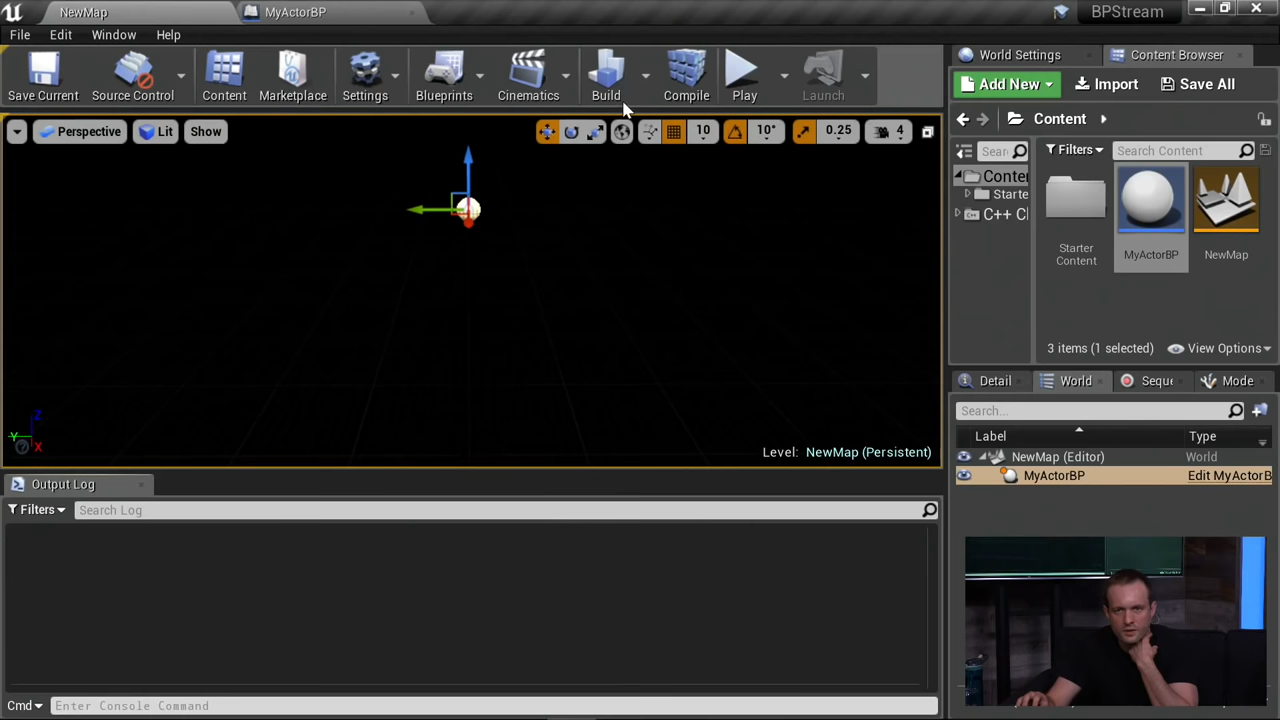 NewMap
MyActorBP
BPStream
File
Edit
Window
Help
Save Current
Source Control
Content
Marketplace
Settings
Blueprints
Cinematics
Build
Compile
Play
Launch
Perspective
Lit
Show
10
10°
0.25
4
Level: NewMap (Persistent)
Output Log
Filters
Search Log
Cmd
Enter Console Command
World Settings
Content Browser
Add New
Import
Save All
Content
Sear
Filters
Search Content
Conter
Starte
C++ Cl
Starter
Content
MyActorBP
NewMap
3 items (1 selected)
View Options
Detail
World
Seque
Mode
Search...
Label
Type
NewMap (Editor)
World
MyActorBP
Edit MyActorB
Z
Y
X